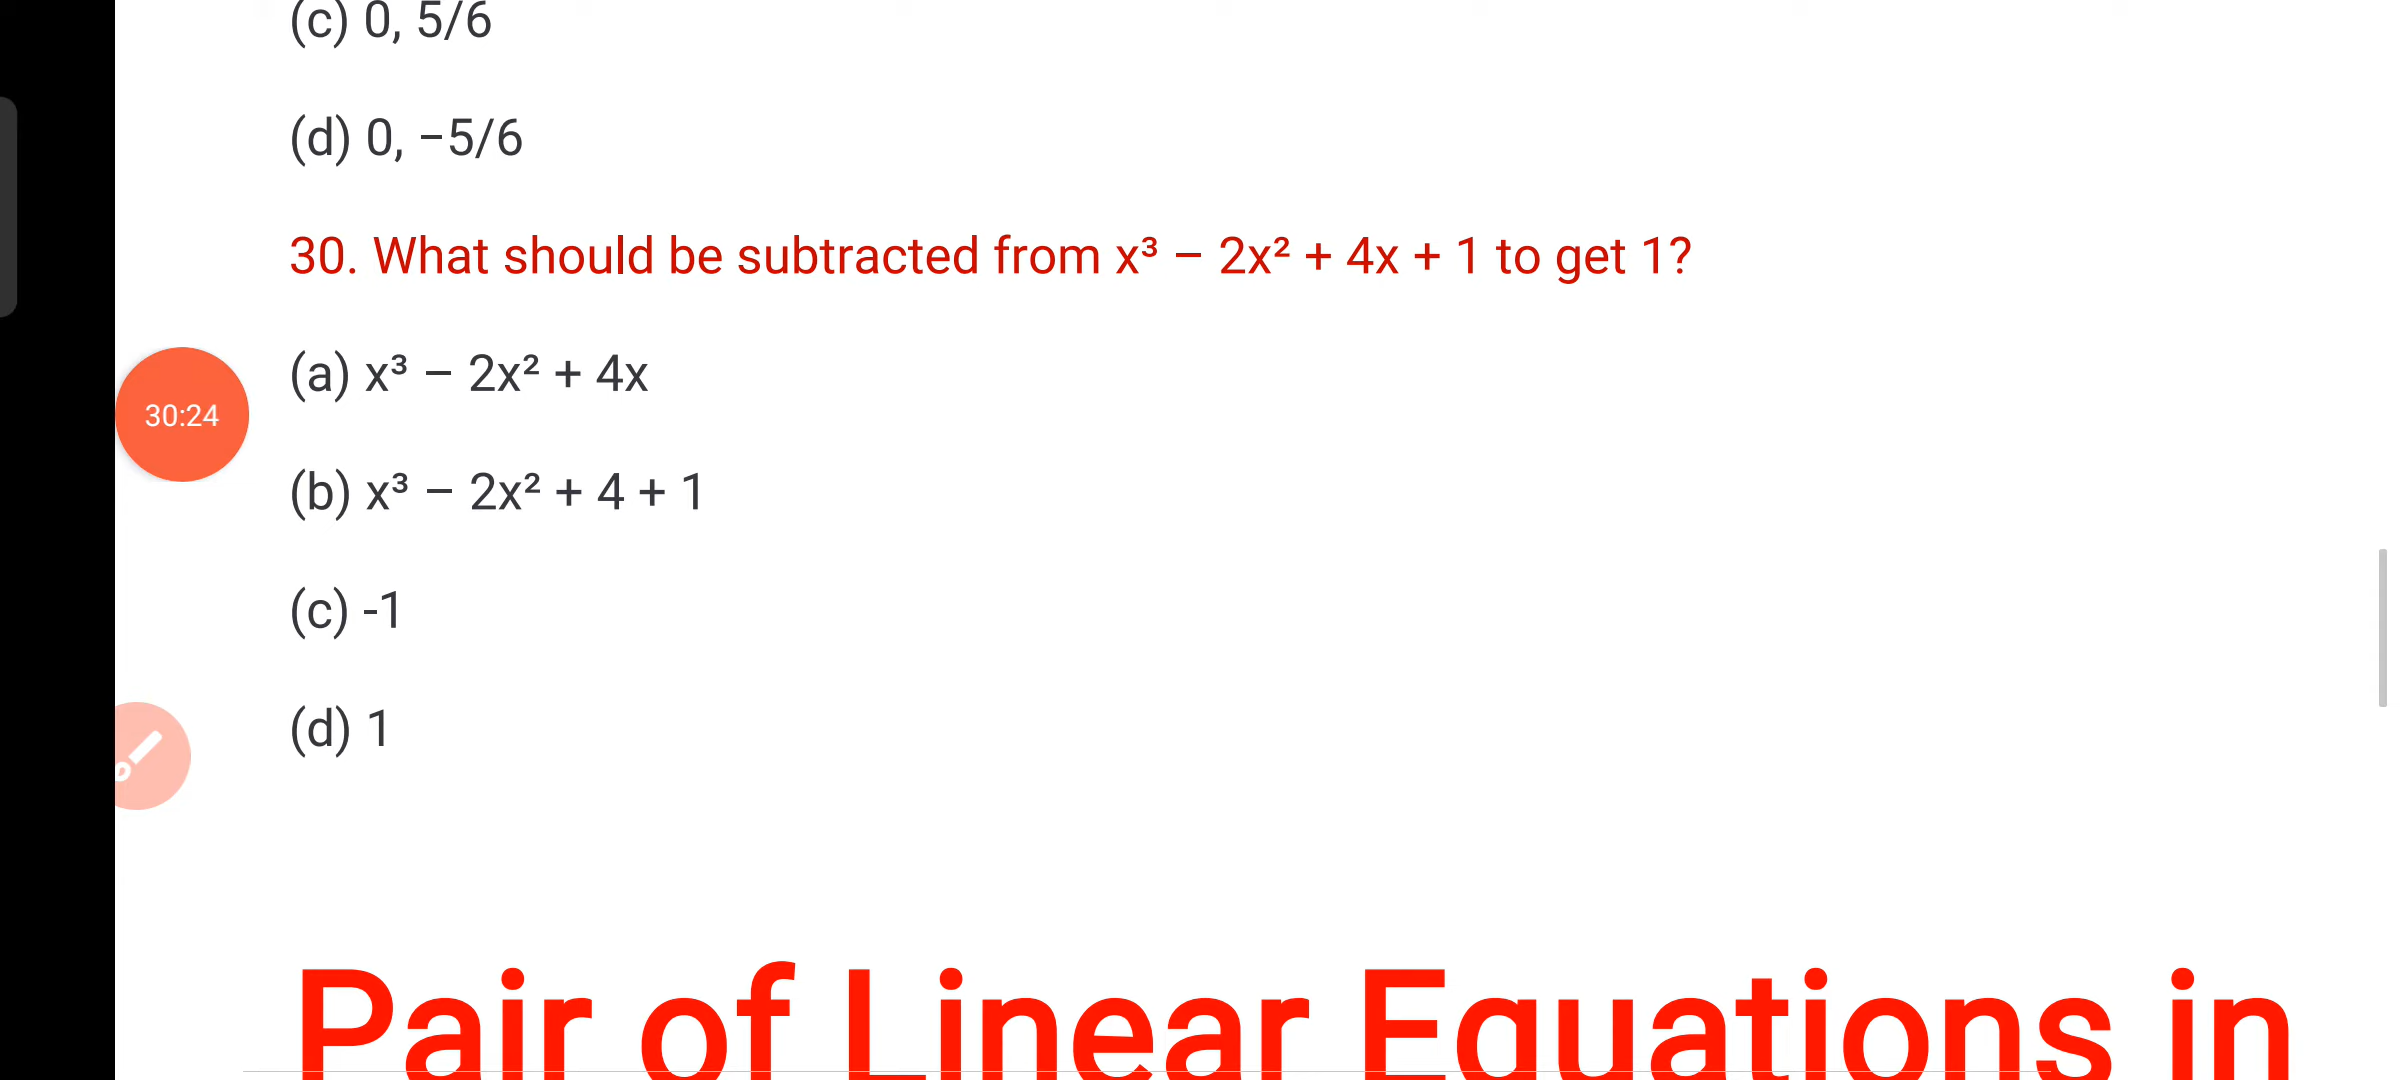 (c) 0, 5/6
(d) 0, −5/6
30. What should be subtracted from x³ – 2x² + 4x + 1 to get 1?
(a) x³ – 2x² + 4x
30:24
(b) x³ – 2x² + 4 + 1
(c) -1
(d) 1
Pair of Linear Equations in